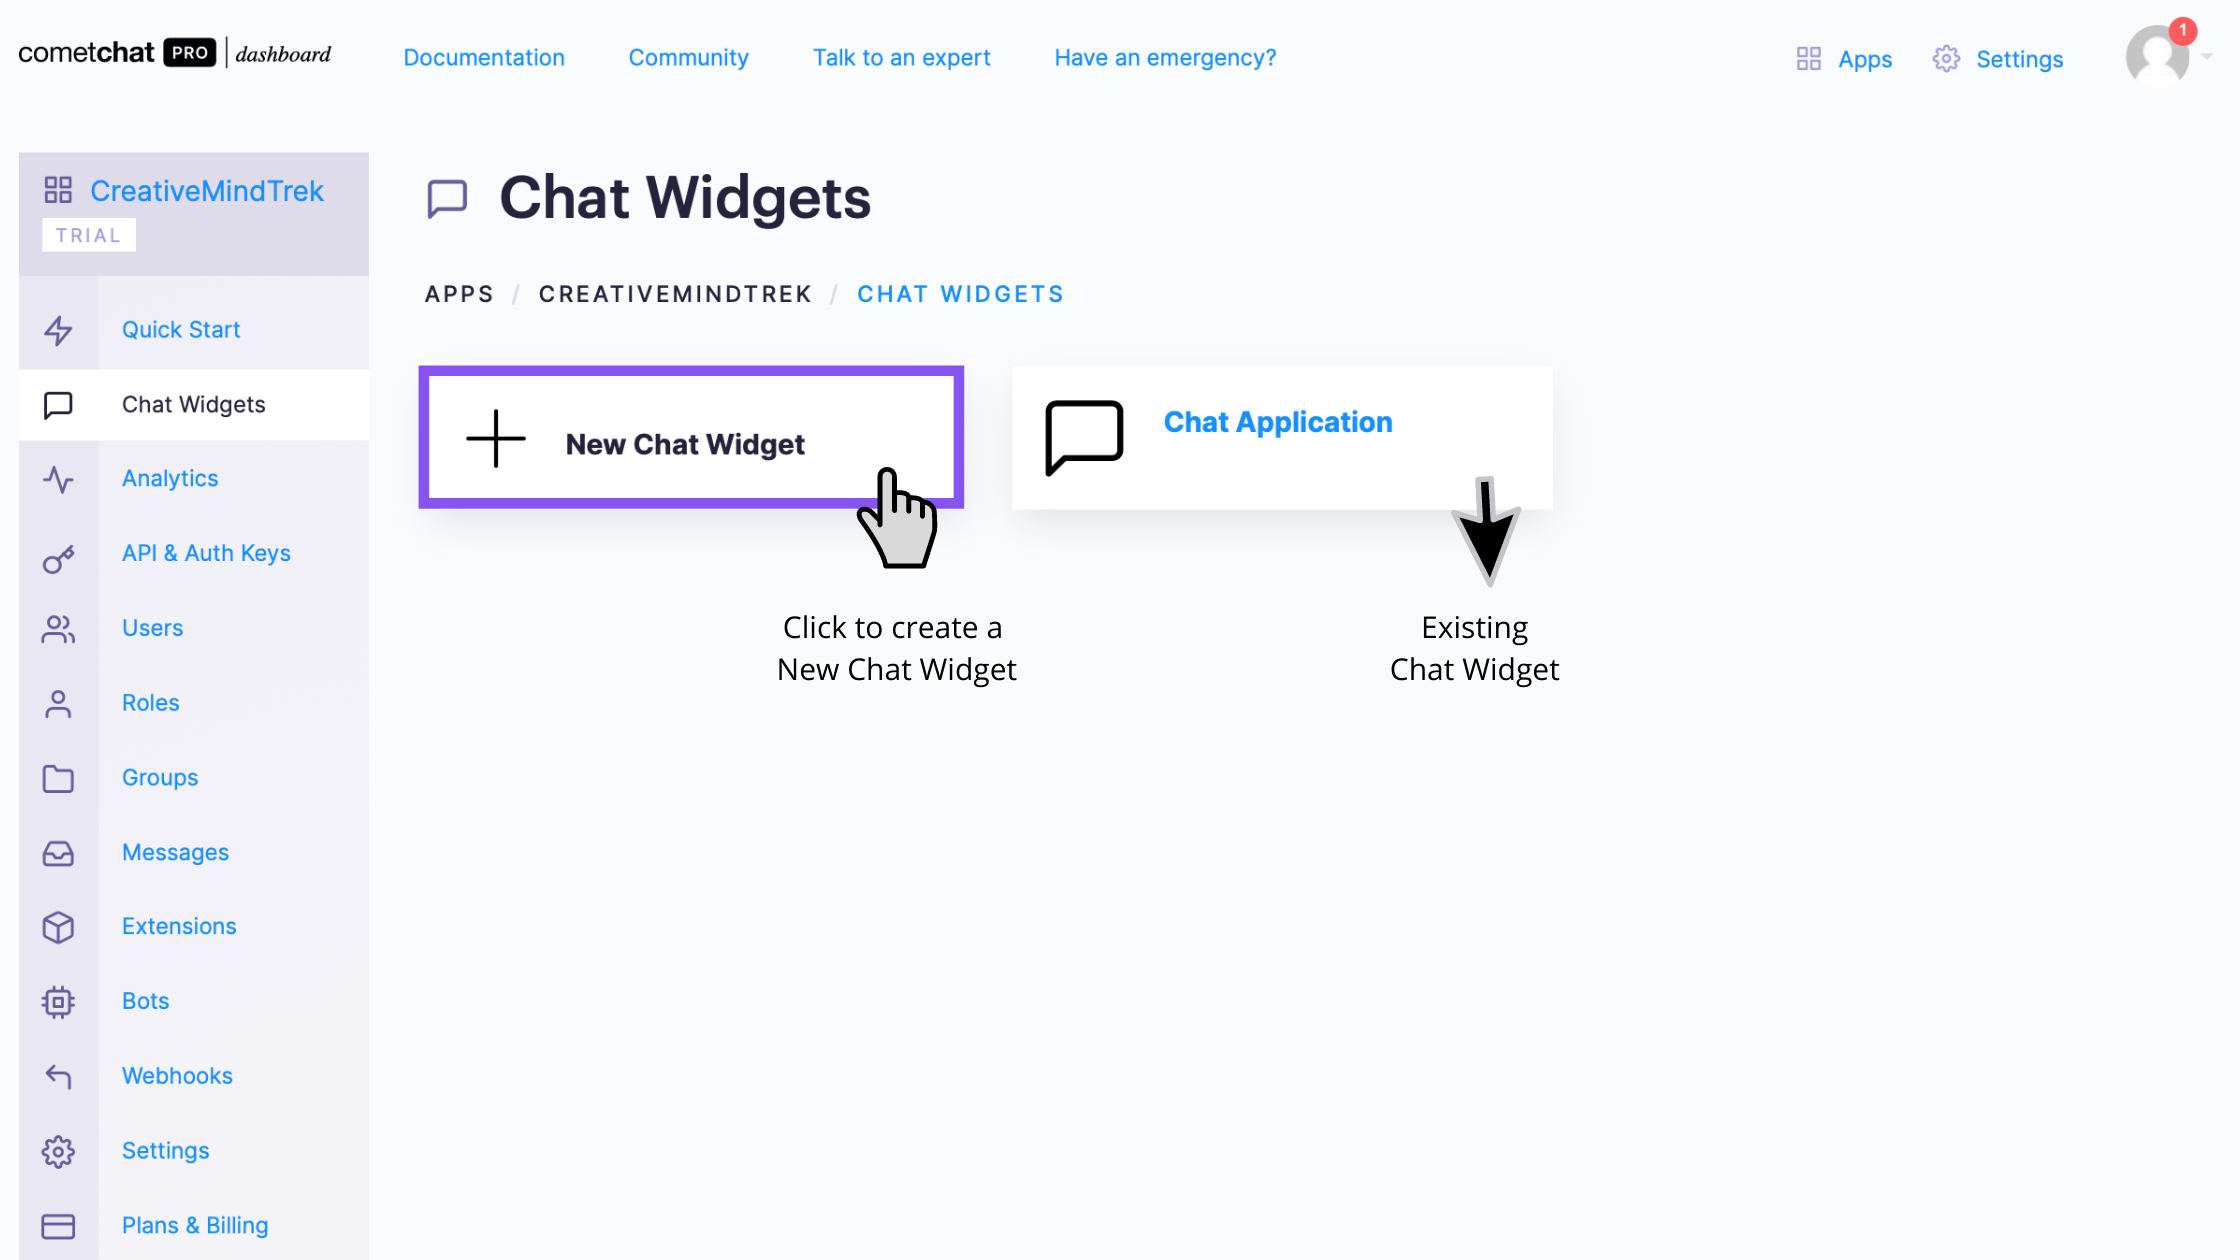 cometchat PRO dashboard
Documentation
Community
Talk to an expert
Have an emergency?
Apps
Settings
1
CreativeMindTrek
TRIAL
Quick Start
Chat Widgets
Analytics
API & Auth Keys
Users
Roles
Groups
Messages
Extensions
Bots
Webhooks
Settings
Plans & Billing
Chat Widgets
APPS / CREATIVEMINDTREK / CHAT WIDGETS
New Chat Widget
Chat Application
Click to create a
New Chat Widget
Existing
Chat Widget